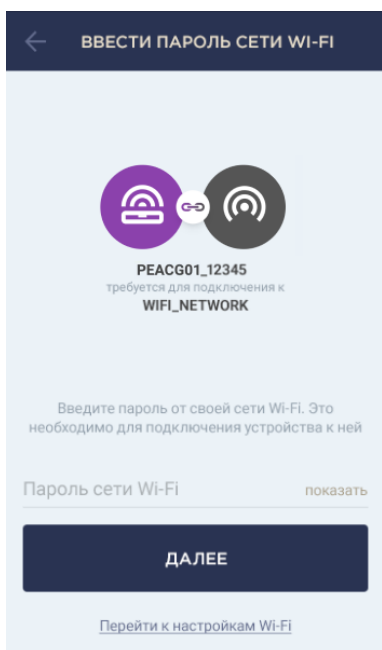 ВВЕСТИ ПАРОЛЬ СЕТИ WI-FI
PEACG01_12345
требуется для подключения к
WIFI_NETWORK
Введите пароль от своей сети Wi-Fi. Это
необходимо для подключения устройства к ней
Пароль сети Wi-Fi показать
ДАЛЕЕ
Перейти к настройкам Wi-Fi